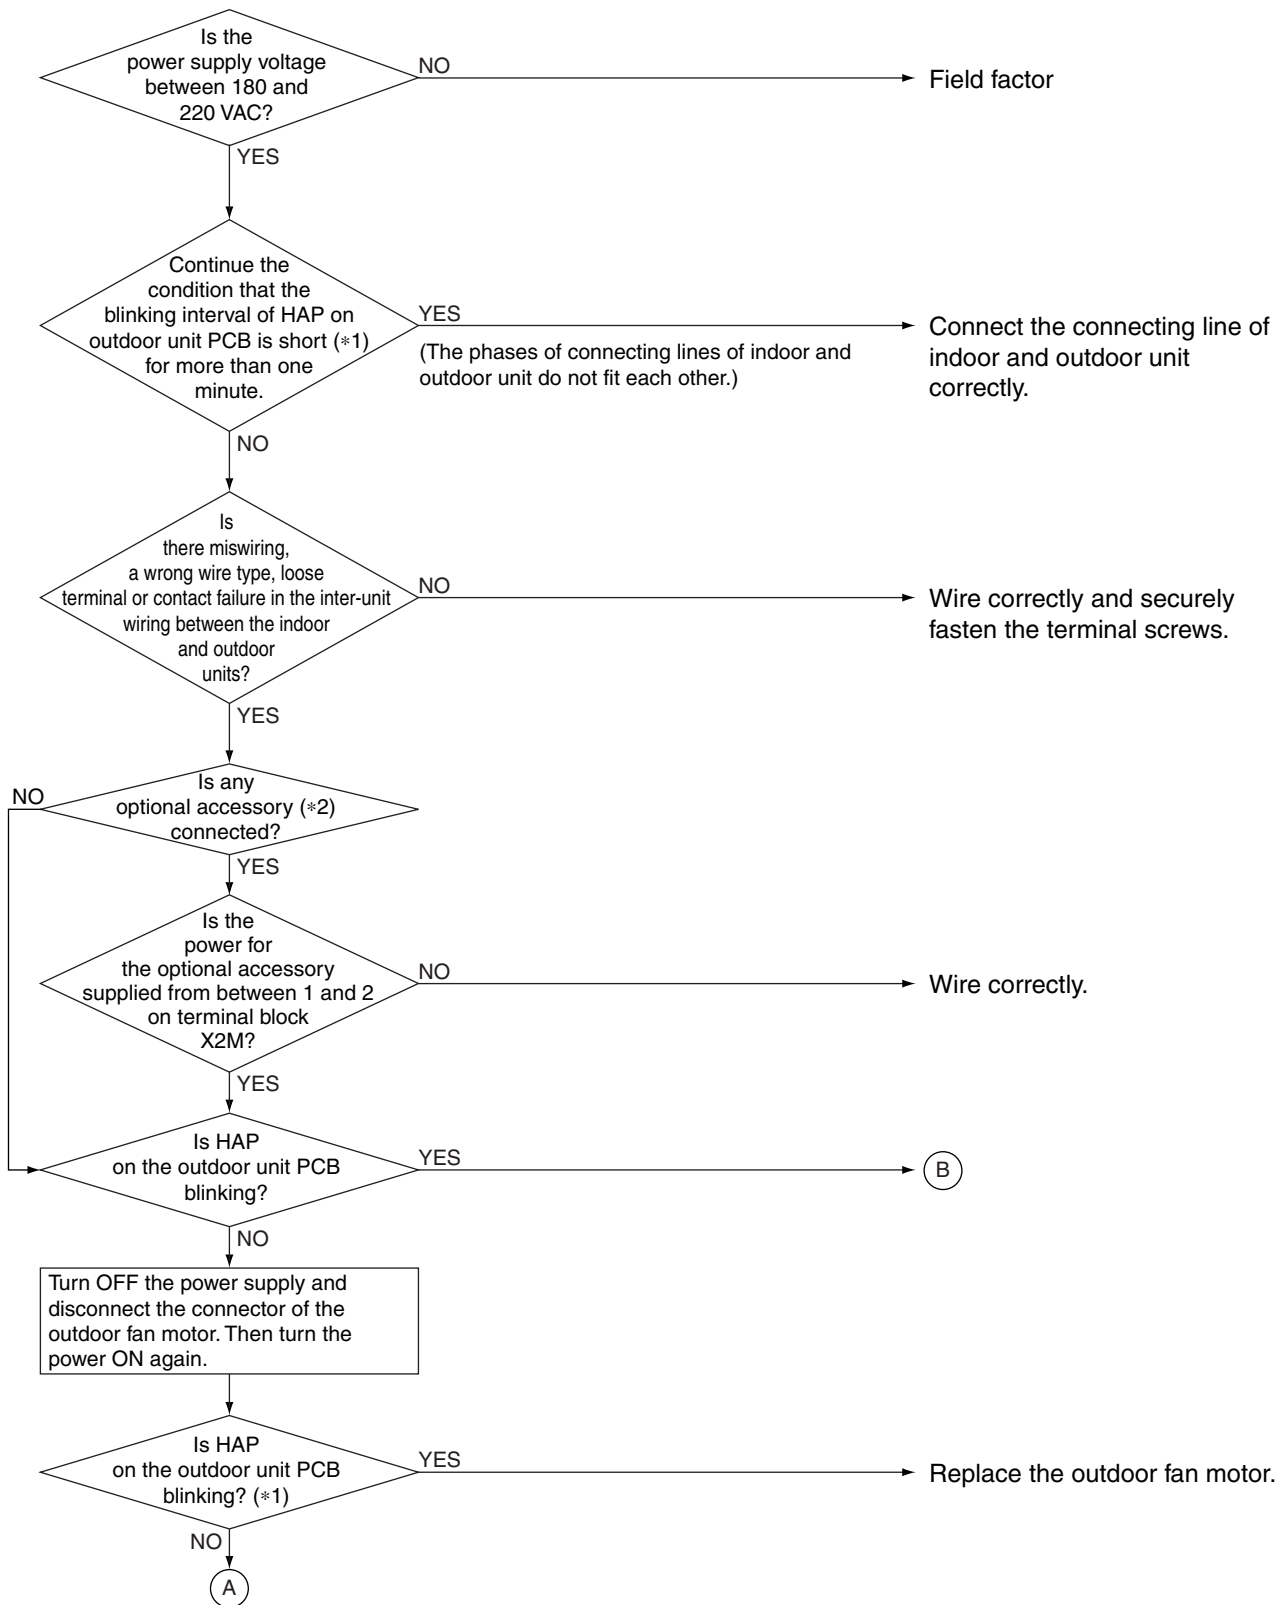 Is the
power supply voltage
between 180 and
220 VAC?
NO
Field factor
YES
Continue the
condition that the
blinking interval of HAP on
outdoor unit PCB is short (*1)
for more than one
minute.
YES
(The phases of connecting lines of indoor and
outdoor unit do not fit each other.)
Connect the connecting line of
indoor and outdoor unit
correctly.
NO
Is
there miswiring,
a wrong wire type, loose
terminal or contact failure in the inter-unit
wiring between the indoor
and outdoor
units?
NO
Wire correctly and securely
fasten the terminal screws.
YES
Is any
optional accessory (*2)
connected?
NO
YES
Is the
power for
the optional accessory
supplied from between 1 and 2
on terminal block
X2M?
NO
Wire correctly.
YES
Is HAP
on the outdoor unit PCB
blinking?
YES
B
NO
Turn OFF the power supply and
disconnect the connector of the
outdoor fan motor. Then turn the
power ON again.
Is HAP
on the outdoor unit PCB
blinking? (*1)
YES
Replace the outdoor fan motor.
NO
A